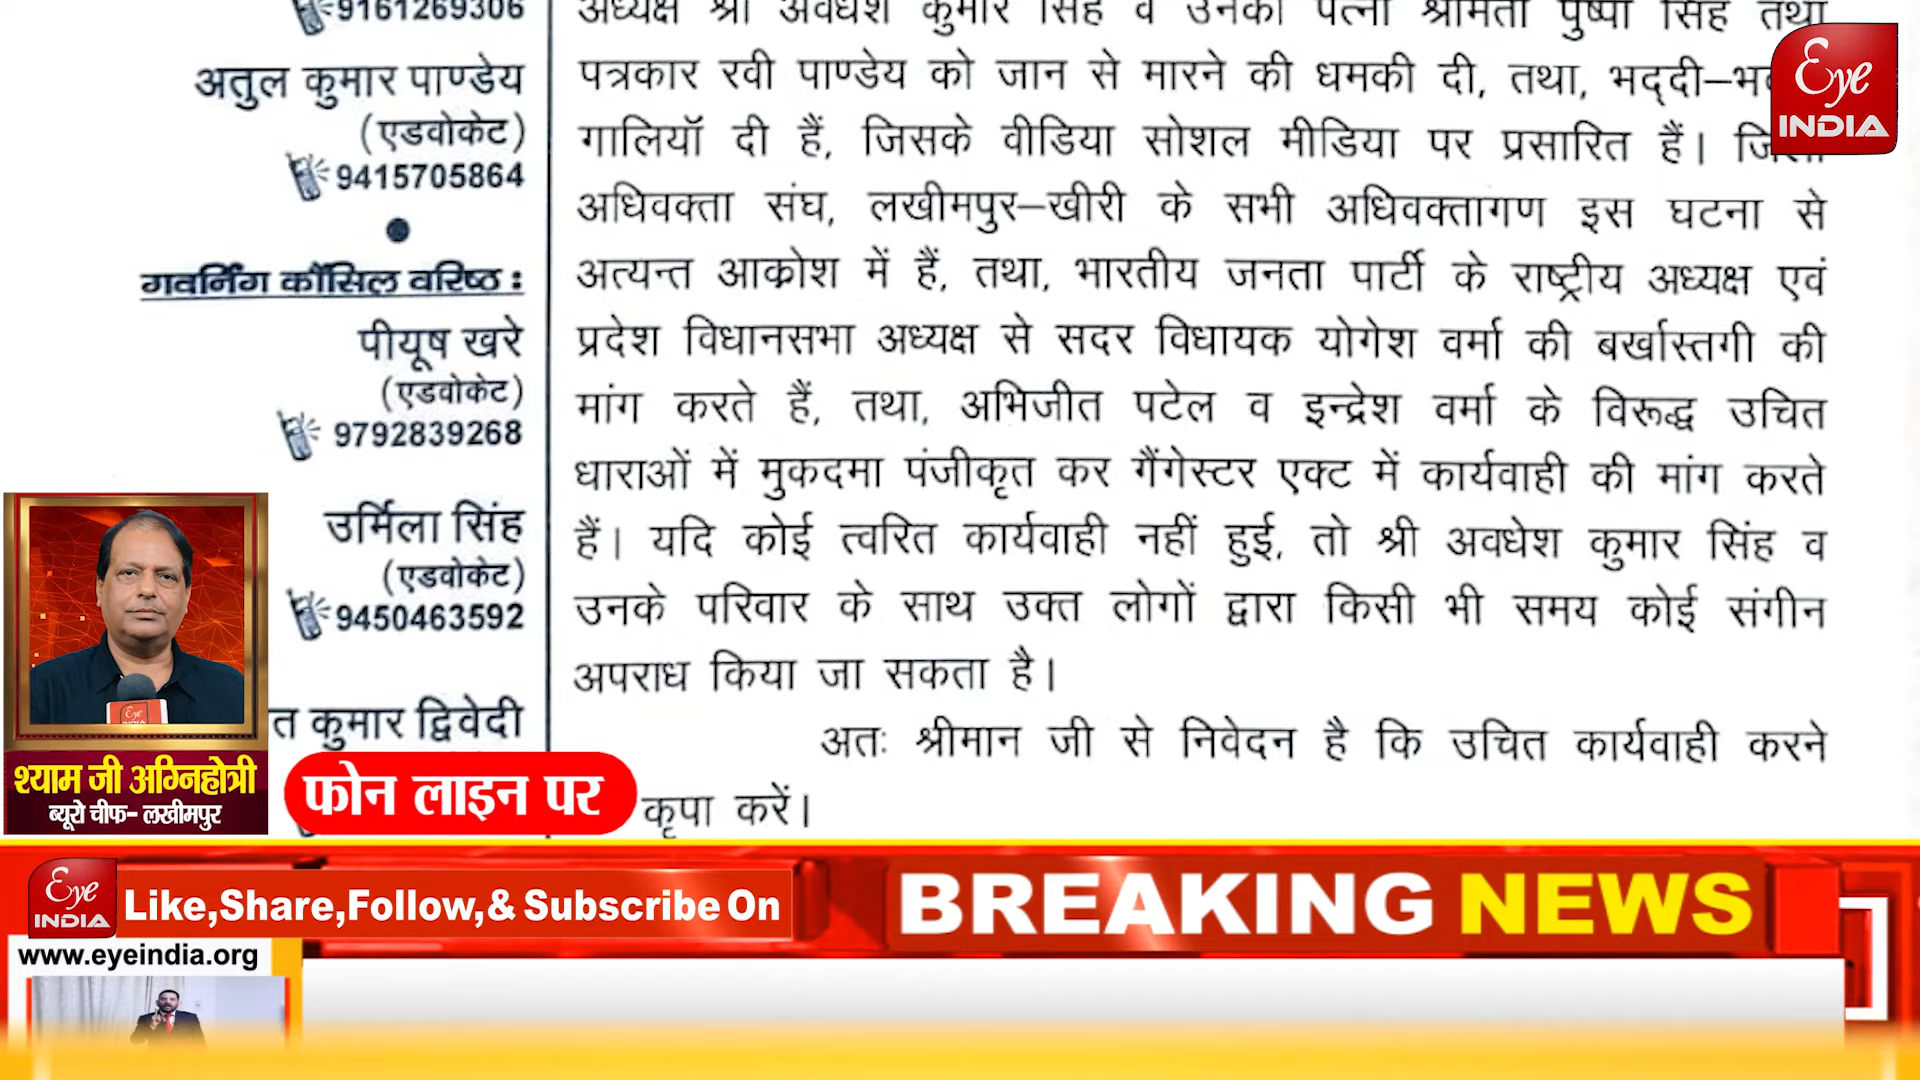 9161269306
अतुल कुमार पाण्डेय
(एडवोकेट)
9415705864
गवर्निंग कौंसिल वरिष्ठ :
पीयूष खरे
(एडवोकेट)
9792839268
उर्मिला सिंह
(एडवोकेट)
9450463592
त कुमार द्विवेदी
अध्यक्ष श्री अवधेश कुमार सिंह व उनकी पत्नी श्रीमती पुष्पा सिंह तथा
पत्रकार रवी पाण्डेय को जान से मारने की धमकी दी, तथा, भद्‌दी–
गालियॉ दी हैं, जिसके वीडिया सोशल मीडिया पर प्रसारित हैं।
अधिवक्ता संघ, लखीमपुर–खीरी के सभी अधिवक्तागण इस घटना से
अत्यन्त आक्रोश में हैं, तथा, भारतीय जनता पार्टी के राष्ट्रीय अध्यक्ष एवं
प्रदेश विधानसभा अध्यक्ष से सदर विधायक योगेश वर्मा की बर्खास्तगी की
मांग करते हैं, तथा, अभिजीत पटेल व इन्द्रेश वर्मा के विरूद्ध उचित
धाराओं में मुकदमा पंजीकृत कर गैंगेस्टर एक्ट में कार्यवाही की मांग करते
हैं। यदि कोई त्वरित कार्यवाही नहीं हुई, तो श्री अवधेश कुमार सिंह व
उनके परिवार के साथ उक्त लोगों द्वारा किसी भी समय कोई संगीन
अपराध किया जा सकता है।
अतः श्रीमान जी से निवेदन है कि उचित कार्यवाही करने
कृपा करें।
Eye
INDIA
Eye
INDIA
श्याम जी अग्निहोत्री
ब्यूरो चीफ- लखीमपुर
फोन लाइन पर
Eye
INDIA
Like,Share,Follow,& Subscribe On
BREAKING NEWS
www.eyeindia.org